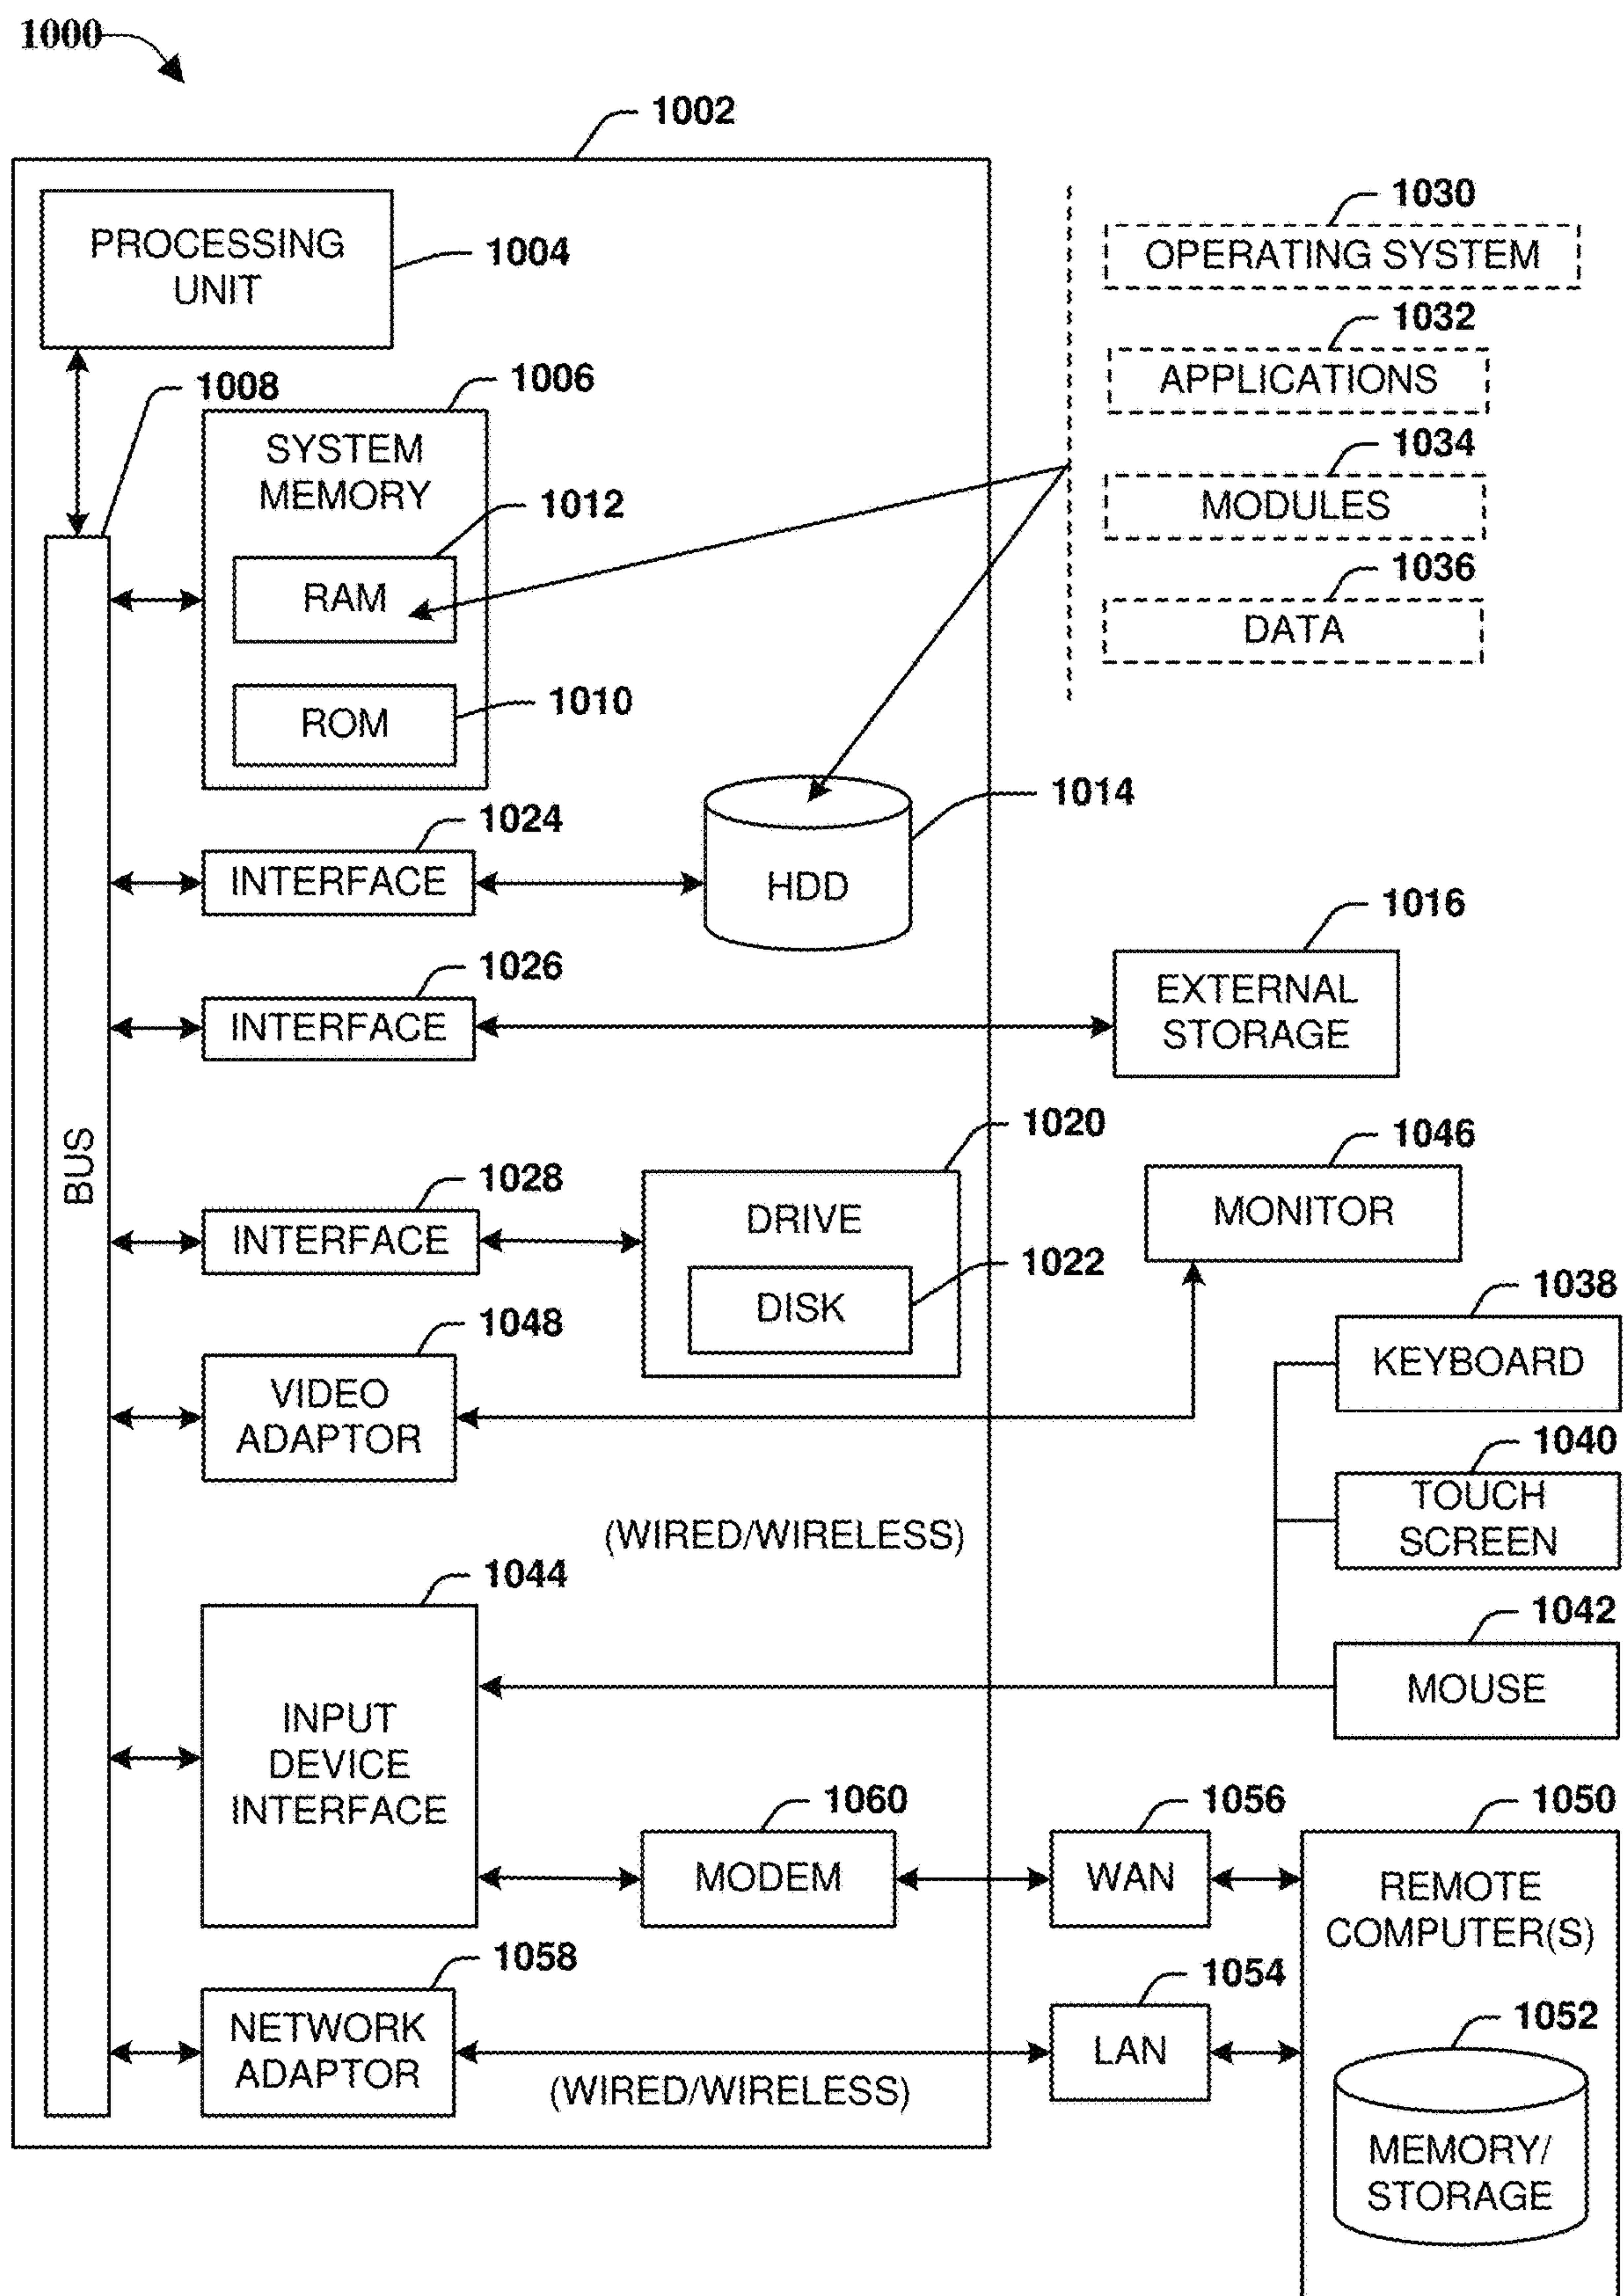 1000
1002
PROCESSING
UNIT
1004
1030
OPERATING SYSTEM
1032
APPLICATIONS
1034
MODULES
1036
DATA
1008
1006
SYSTEM
MEMORY
1012
RAM
1010
ROM
1014
HDD
1024
INTERFACE
1016
EXTERNAL
STORAGE
1026
INTERFACE
BUS
1020
DRIVE
1022
DISK
1028
INTERFACE
1046
MONITOR
1048
VIDEO
ADAPTOR
1038
KEYBOARD
1040
TOUCH
SCREEN
(WIRED/WIRELESS)
1042
MOUSE
1044
INPUT
DEVICE
INTERFACE
1060
MODEM
1056
WAN
1050
REMOTE
COMPUTER(S)
1058
NETWORK
ADAPTOR
(WIRED/WIRELESS)
1054
LAN
1052
MEMORY/
STORAGE